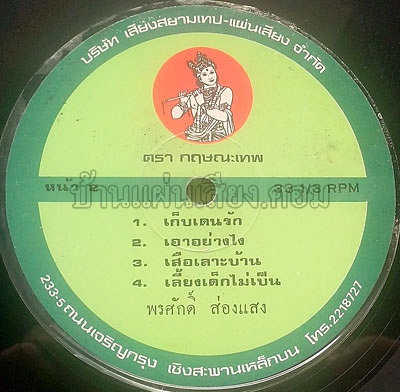 บริษัท เสียงสยามเทป-แผ่นเสียง จำกัด
ตรา กฤษณะเทพ
หน้า 2 33 1/3 RPM
บ้านแผ่นเสียง.คอม
1. เก็บเดนรัก
2. เอาอย่างไง
3. เสือเลาะบ้าน
4. เลี้ยงเด็กไม่เป็น
พรศักดิ์ ส่องแสง
233-5 ถนนเจริญกรุง เชิงสะพานเหล็กบน โทร.2218727